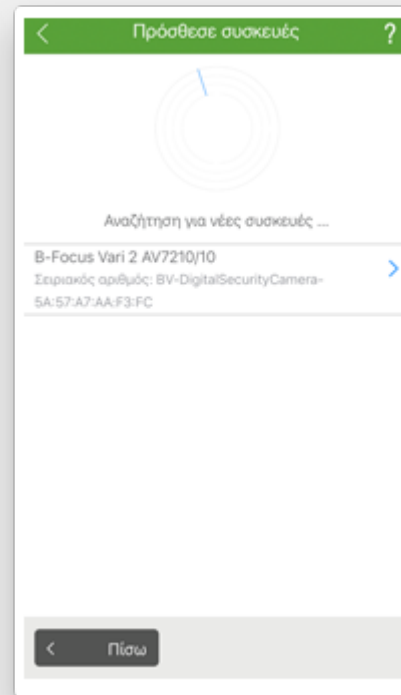 Πρόσθεσε συσκευές ?
Αναζήτηση για νέες συσκευές ...
B-Focus Vari 2 AV7210/10
Σειριακός αριθμός: BV-DigitalSecurityCamera-
5A:57:A7:AA:F3:FC
Πίσω